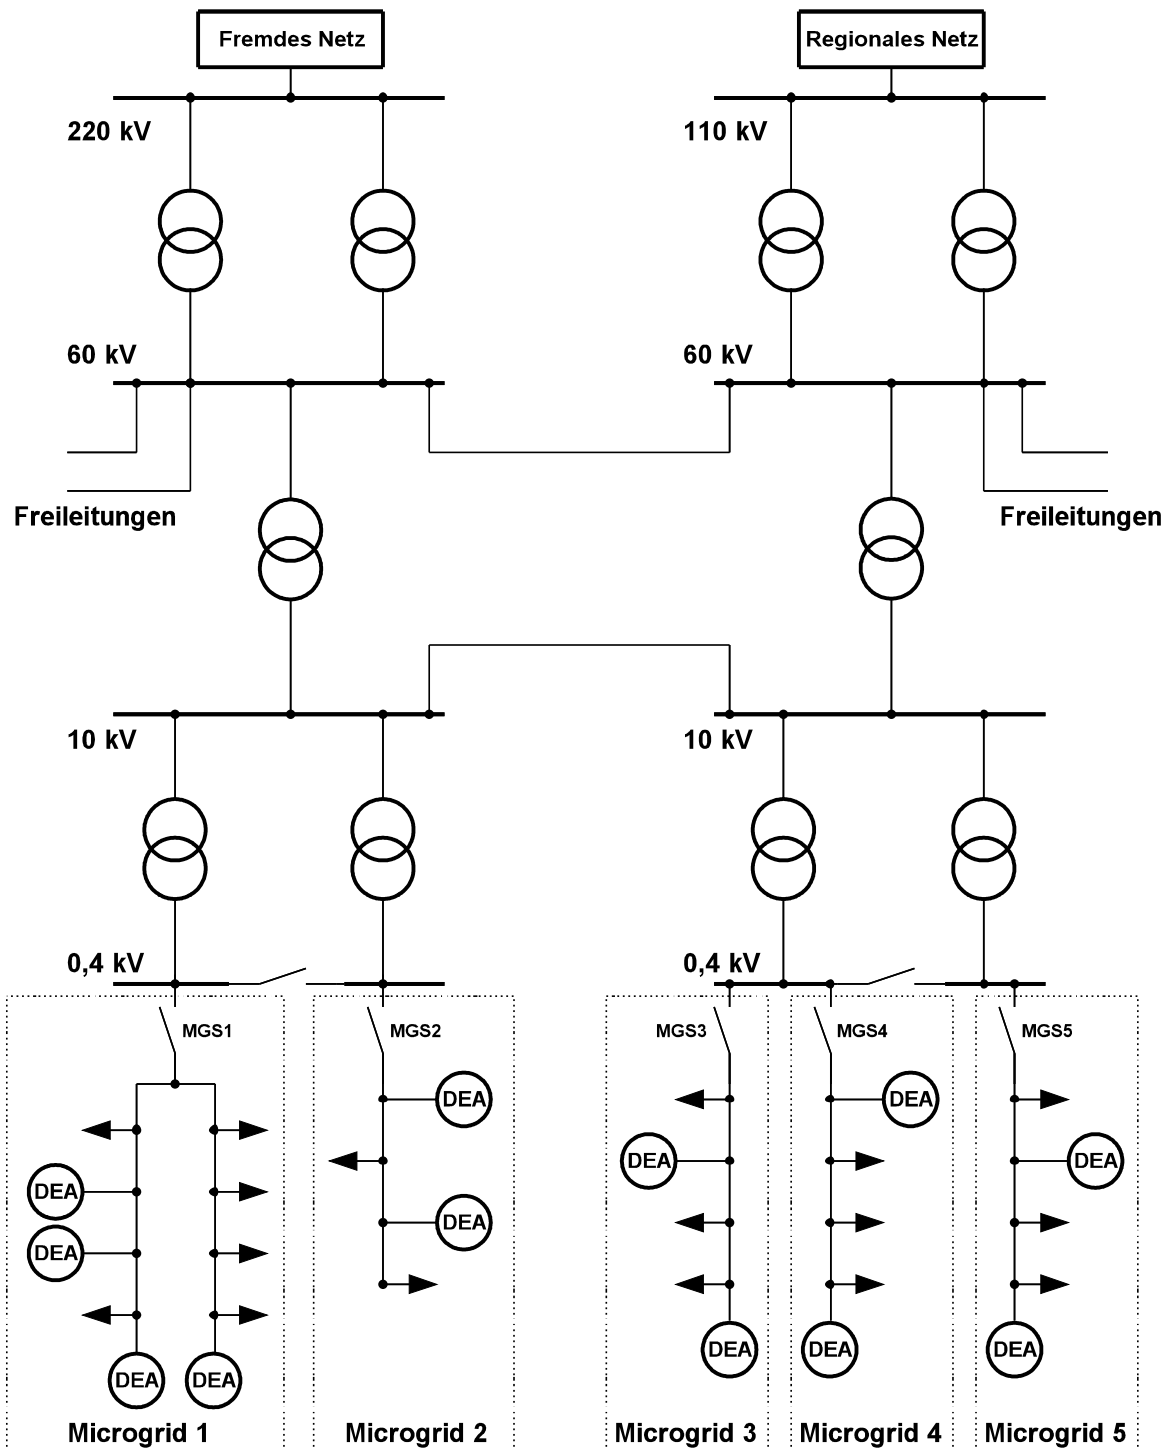 Fremdes Netz
Regionales Netz
220 kV
110 kV
60 kV
60 kV
Freileitungen
Freileitungen
10 kV
10 kV
0,4 kV
0,4 kV
MGS1
MGS2
MGS3
MGS4
MGS5
DEA
DEA
DEA
DEA
DEA
DEA
DEA
DEA
DEA
DEA
DEA
DEA
Microgrid 1
Microgrid 2
Microgrid 3
Microgrid 4
Microgrid 5